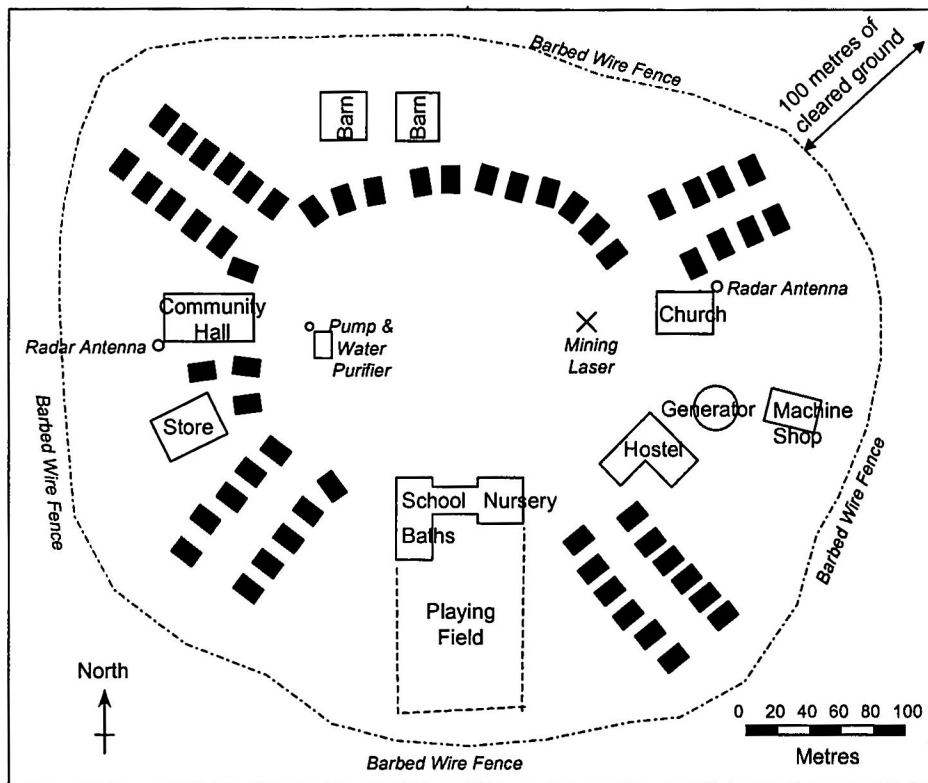 Barbed Wire Fence
100 metres of
cleared ground
Barn
Barn
Community
Hall
Radar Antenna
Pump &
Water
Purifier
Mining
Laser
Church
Radar Antenna
Barbed Wire Fence
Store
Generator
Machine
Shop
Hostel
School
Nursery
Baths
Barbed Wire Fence
Playing
Field
North
0 20 40 60 80 100
Metres
Barbed Wire Fence